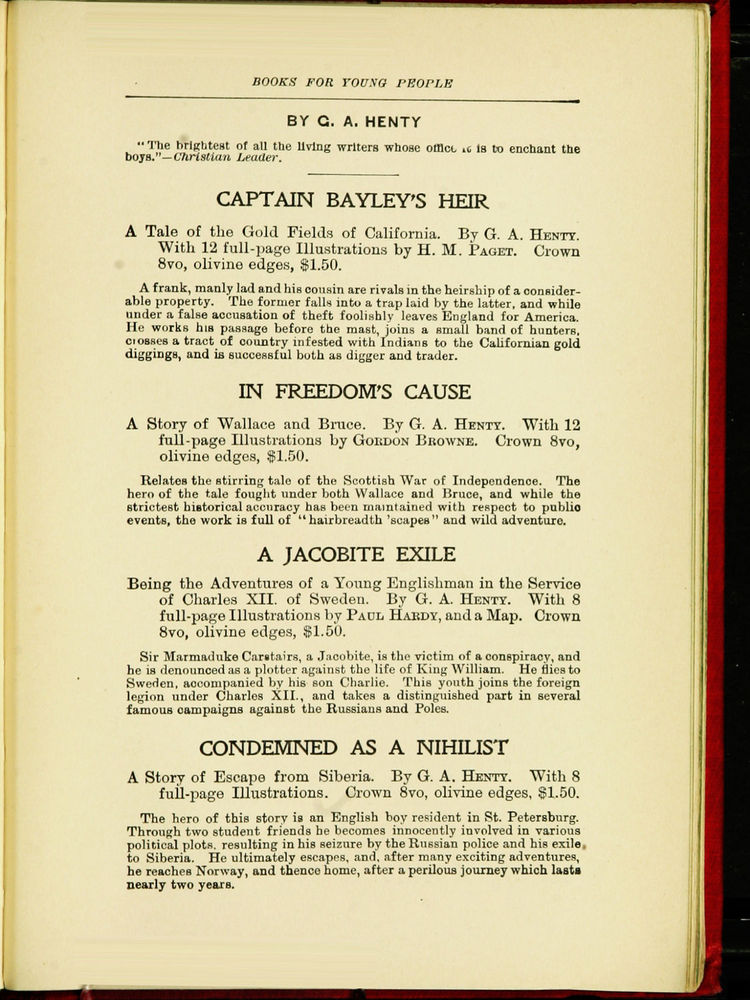 BOOKS FOR YOUNG PEOPLE
BY G. A. HENTY
"The brightest of all the living writers whose office it is to enchant the
boys."—Christian Leader.
CAPTAIN BAYLEY'S HEIR
A Tale of the Gold Fields of California. By G. A. HENTY.
With 12 full-page Illustrations by H. M. PAGET. Crown
8vo, olivine edges, $1.50.
A frank, manly lad and his cousin are rivals in the heirship of a consider-
able property. The former falls into a trap laid by the latter, and while
under a false accusation of theft foolishly leaves England for America.
He works his passage before the mast, joins a small band of hunters,
crosses a tract of country infested with Indians to the Californian gold
diggings, and is successful both as digger and trader.
IN FREEDOM'S CAUSE
A Story of Wallace and Bruce. By G. A. HENTY. With 12
full-page Illustrations by GORDON BROWNE. Crown 8vo,
olivine edges, $1.50.
Relates the stirring tale of the Scottish War of Independence. The
hero of the tale fought under both Wallace and Bruce, and while the
strictest historical accuracy has been maintained with respect to public
events, the work is full of "hairbreadth 'scapes" and wild adventure.
A JACOBITE EXILE
Being the Adventures of a Young Englishman in the Service
of Charles XII. of Sweden. By G. A. HENTY. With 8
full-page Illustrations by PAUL HARDY, and a Map. Crown
8vo, olivine edges, $1.50.
Sir Marmaduke Carstairs, a Jacobite, is the victim of a conspiracy, and
he is denounced as a plotter against the life of King William. He flies to
Sweden, accompanied by his son Charlie. This youth joins the foreign
legion under Charles XII., and takes a distinguished part in several
famous campaigns against the Russians and Poles.
CONDEMNED AS A NIHILIST
A Story of Escape from Siberia. By G. A. HENTY. With 8
full-page Illustrations. Crown 8vo, olivine edges, $1.50.
The hero of this story is an English boy resident in St. Petersburg.
Through two student friends he becomes innocently involved in various
political plots, resulting in his seizure by the Russian police and his exile
to Siberia. He ultimately escapes, and, after many exciting adventures,
he reaches Norway, and thence home, after a perilous journey which lasts
nearly two years.